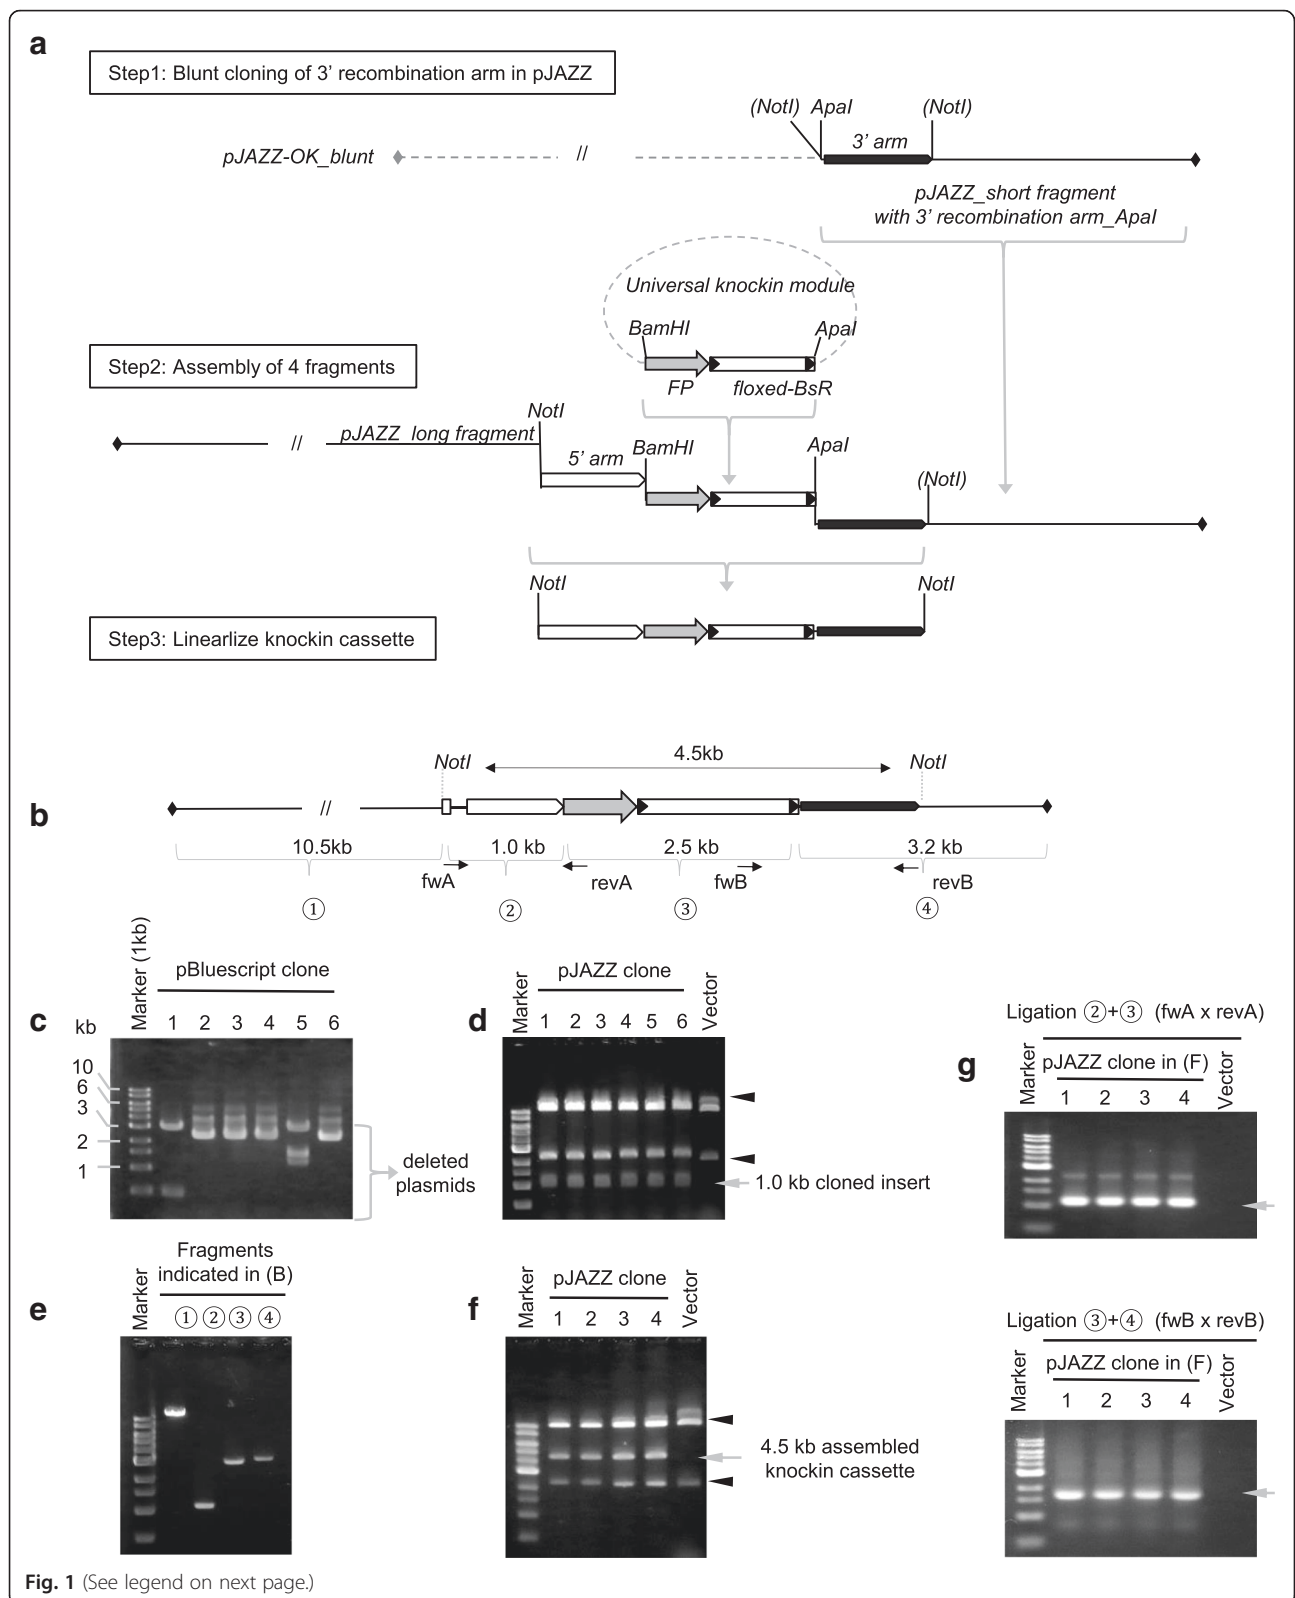 a
Step1: Blunt cloning of 3’ recombination arm in pJAZZ
(NotI) ApaI (NotI)
3’ arm
pJAZZ-OK_blunt //
pJAZZ_short fragment
with 3’ recombination arm_ApaI
Universal knockin module
BamHI ApaI
Step2: Assembly of 4 fragments
FP floxed-BsR
NotI
pJAZZ_long fragment
//
BamHI ApaI
5’ arm
(NotI)
NotI NotI
Step3: Linearlize knockin cassette
4.5kb
NotI NotI
b
//
10.5kb 1.0 kb 2.5 kb 3.2 kb
fwA revA fwB revB
① ② ③ ④
c
Marker (1kb)
pBluescript clone
kb
1 2 3 4 5 6
10
6
3
2
1
deleted
plasmids
d
Marker
pJAZZ clone
Vector
1 2 3 4 5 6
1.0 kb cloned insert
e
Marker
Fragments
indicated in (B)
① ② ③ ④
f
Marker
pJAZZ clone
Vector
1 2 3 4
4.5 kb assembled
knockin cassette
g
Ligation ②+③ (fwA x revA)
Marker
pJAZZ clone in (F)
Vector
1 2 3 4
Ligation ③+④ (fwB x revB)
Marker
pJAZZ clone in (F)
Vector
1 2 3 4
Fig. 1 (See legend on next page.)